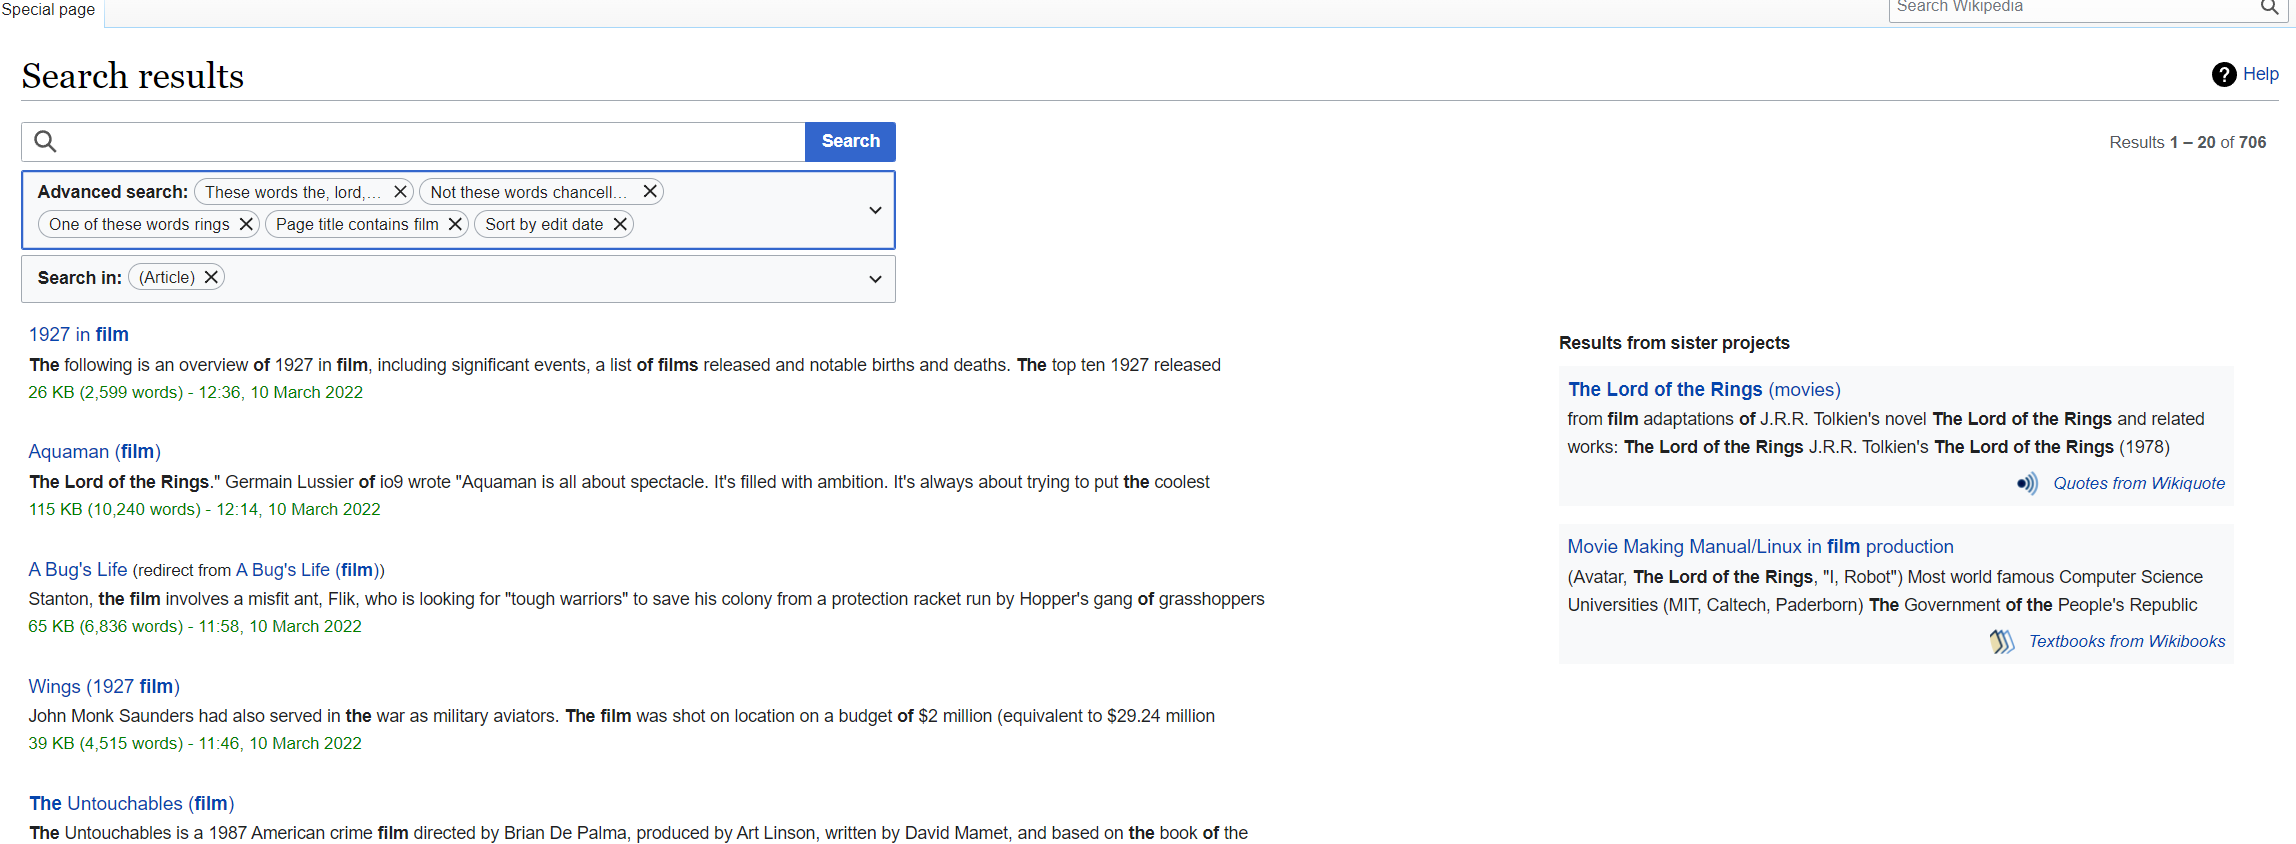 Special page
Search Wikipedia
Search results
Help
Search
Results 1 – 20 of 706
Advanced search: These words the, lord,... Not these words chancell...
One of these words rings Page title contains film Sort by edit date
Search in: (Article)
1927 in film
The following is an overview of 1927 in film, including significant events, a list of films released and notable births and deaths. The top ten 1927 released
26 KB (2,599 words) - 12:36, 10 March 2022
Aquaman (film)
The Lord of the Rings." Germain Lussier of io9 wrote "Aquaman is all about spectacle. It's filled with ambition. It's always about trying to put the coolest
115 KB (10,240 words) - 12:14, 10 March 2022
A Bug's Life (redirect from A Bug's Life (film))
Stanton, the film involves a misfit ant, Flik, who is looking for "tough warriors" to save his colony from a protection racket run by Hopper's gang of grasshoppers
65 KB (6,836 words) - 11:58, 10 March 2022
Wings (1927 film)
John Monk Saunders had also served in the war as military aviators. The film was shot on location on a budget of $2 million (equivalent to $29.24 million
39 KB (4,515 words) - 11:46, 10 March 2022
The Untouchables (film)
The Untouchables is a 1987 American crime film directed by Brian De Palma, produced by Art Linson, written by David Mamet, and based on the book of the
Results from sister projects
The Lord of the Rings (movies)
from film adaptations of J.R.R. Tolkien's novel The Lord of the Rings and related
works: The Lord of the Rings J.R.R. Tolkien's The Lord of the Rings (1978)
Quotes from Wikiquote
Movie Making Manual/Linux in film production
(Avatar, The Lord of the Rings, "I, Robot") Most world famous Computer Science
Universities (MIT, Caltech, Paderborn) The Government of the People's Republic
Textbooks from Wikibooks